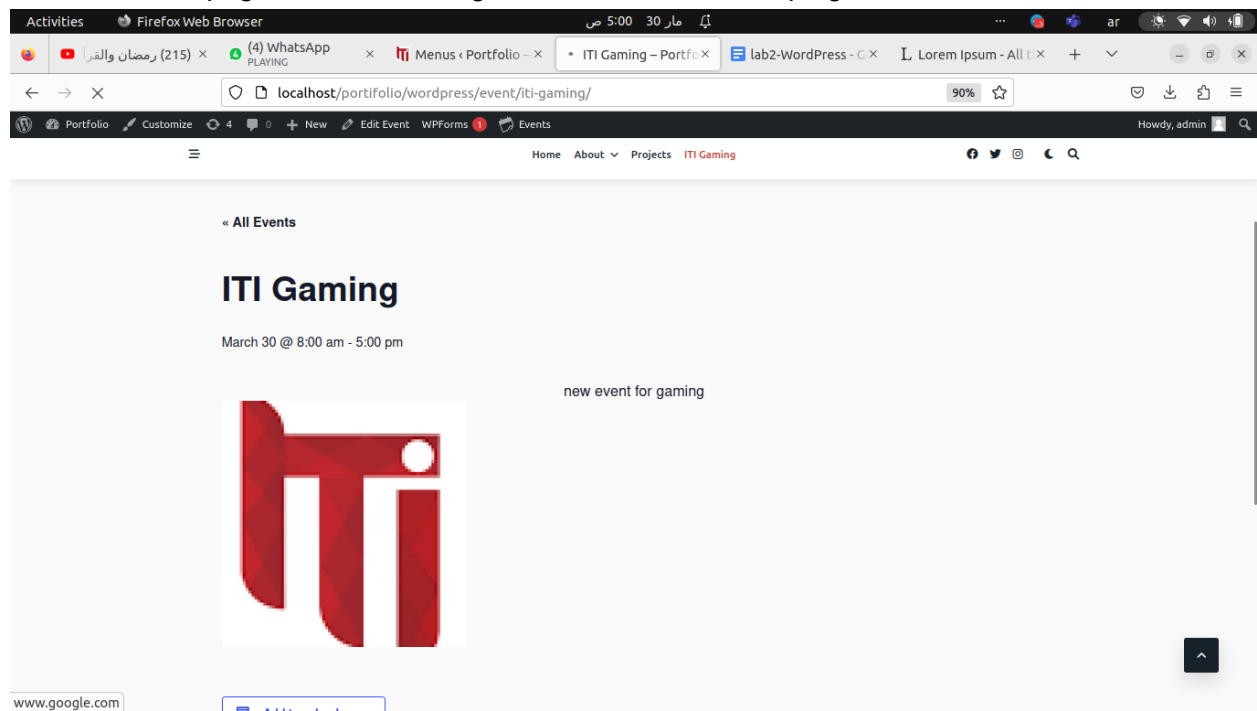 Activities Firefox Web Browser مار 30 5:00 ص ... ar
(215) رمضان والقرآ × (4) WhatsApp × Menus ‹ Portfolio — × • ITI Gaming – Portfo × lab2-WordPress - G × L Lorem Ipsum - All ti × +
PLAYING
localhost/portifolio/wordpress/event/iti-gaming/ 90%
Portfolio Customize 4 0 + New Edit Event WPForms 1 Events Howdy, admin
Home About Projects ITI Gaming
« All Events
ITI Gaming
March 30 @ 8:00 am - 5:00 pm
new event for gaming
iTi
www.google.com